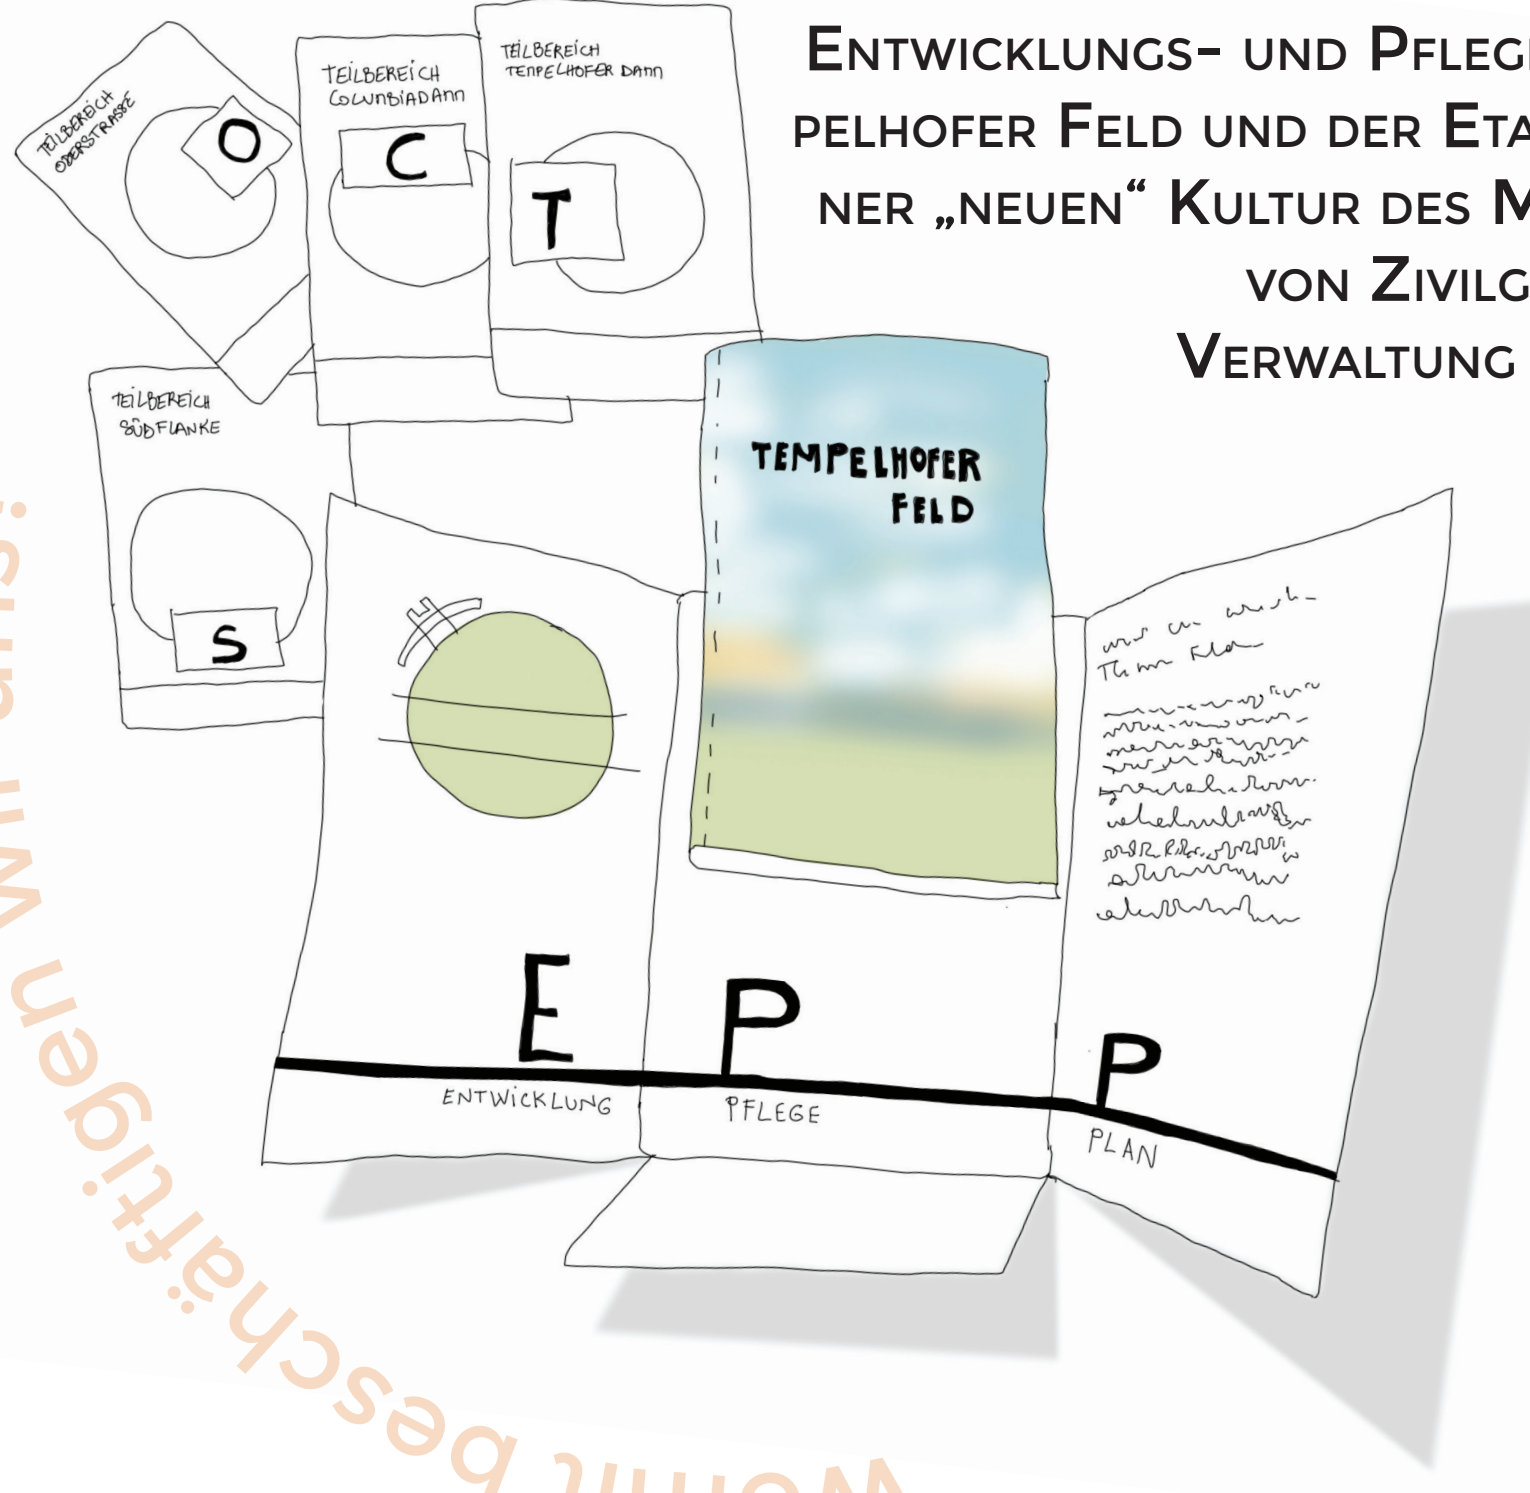 ENTWICKLUNGS- UND PFLEGE
PELHOFER FELD UND DER ETA
NER „NEUEN“ KULTUR DES M
VON ZIVILG
VERWALTUNG
TEILBEREICH
ODERSTRASSE
O
TEILBEREICH
COLUMBIADAMM
C
TEILBEREICH
TEMPELHOFER DAMM
T
TEILBEREICH
SÜDFLANKE
S
TEMPELHOFER
FELD
E
P
P
ENTWICKLUNG
PFLEGE
PLAN
Womit beschäftigen wir uns